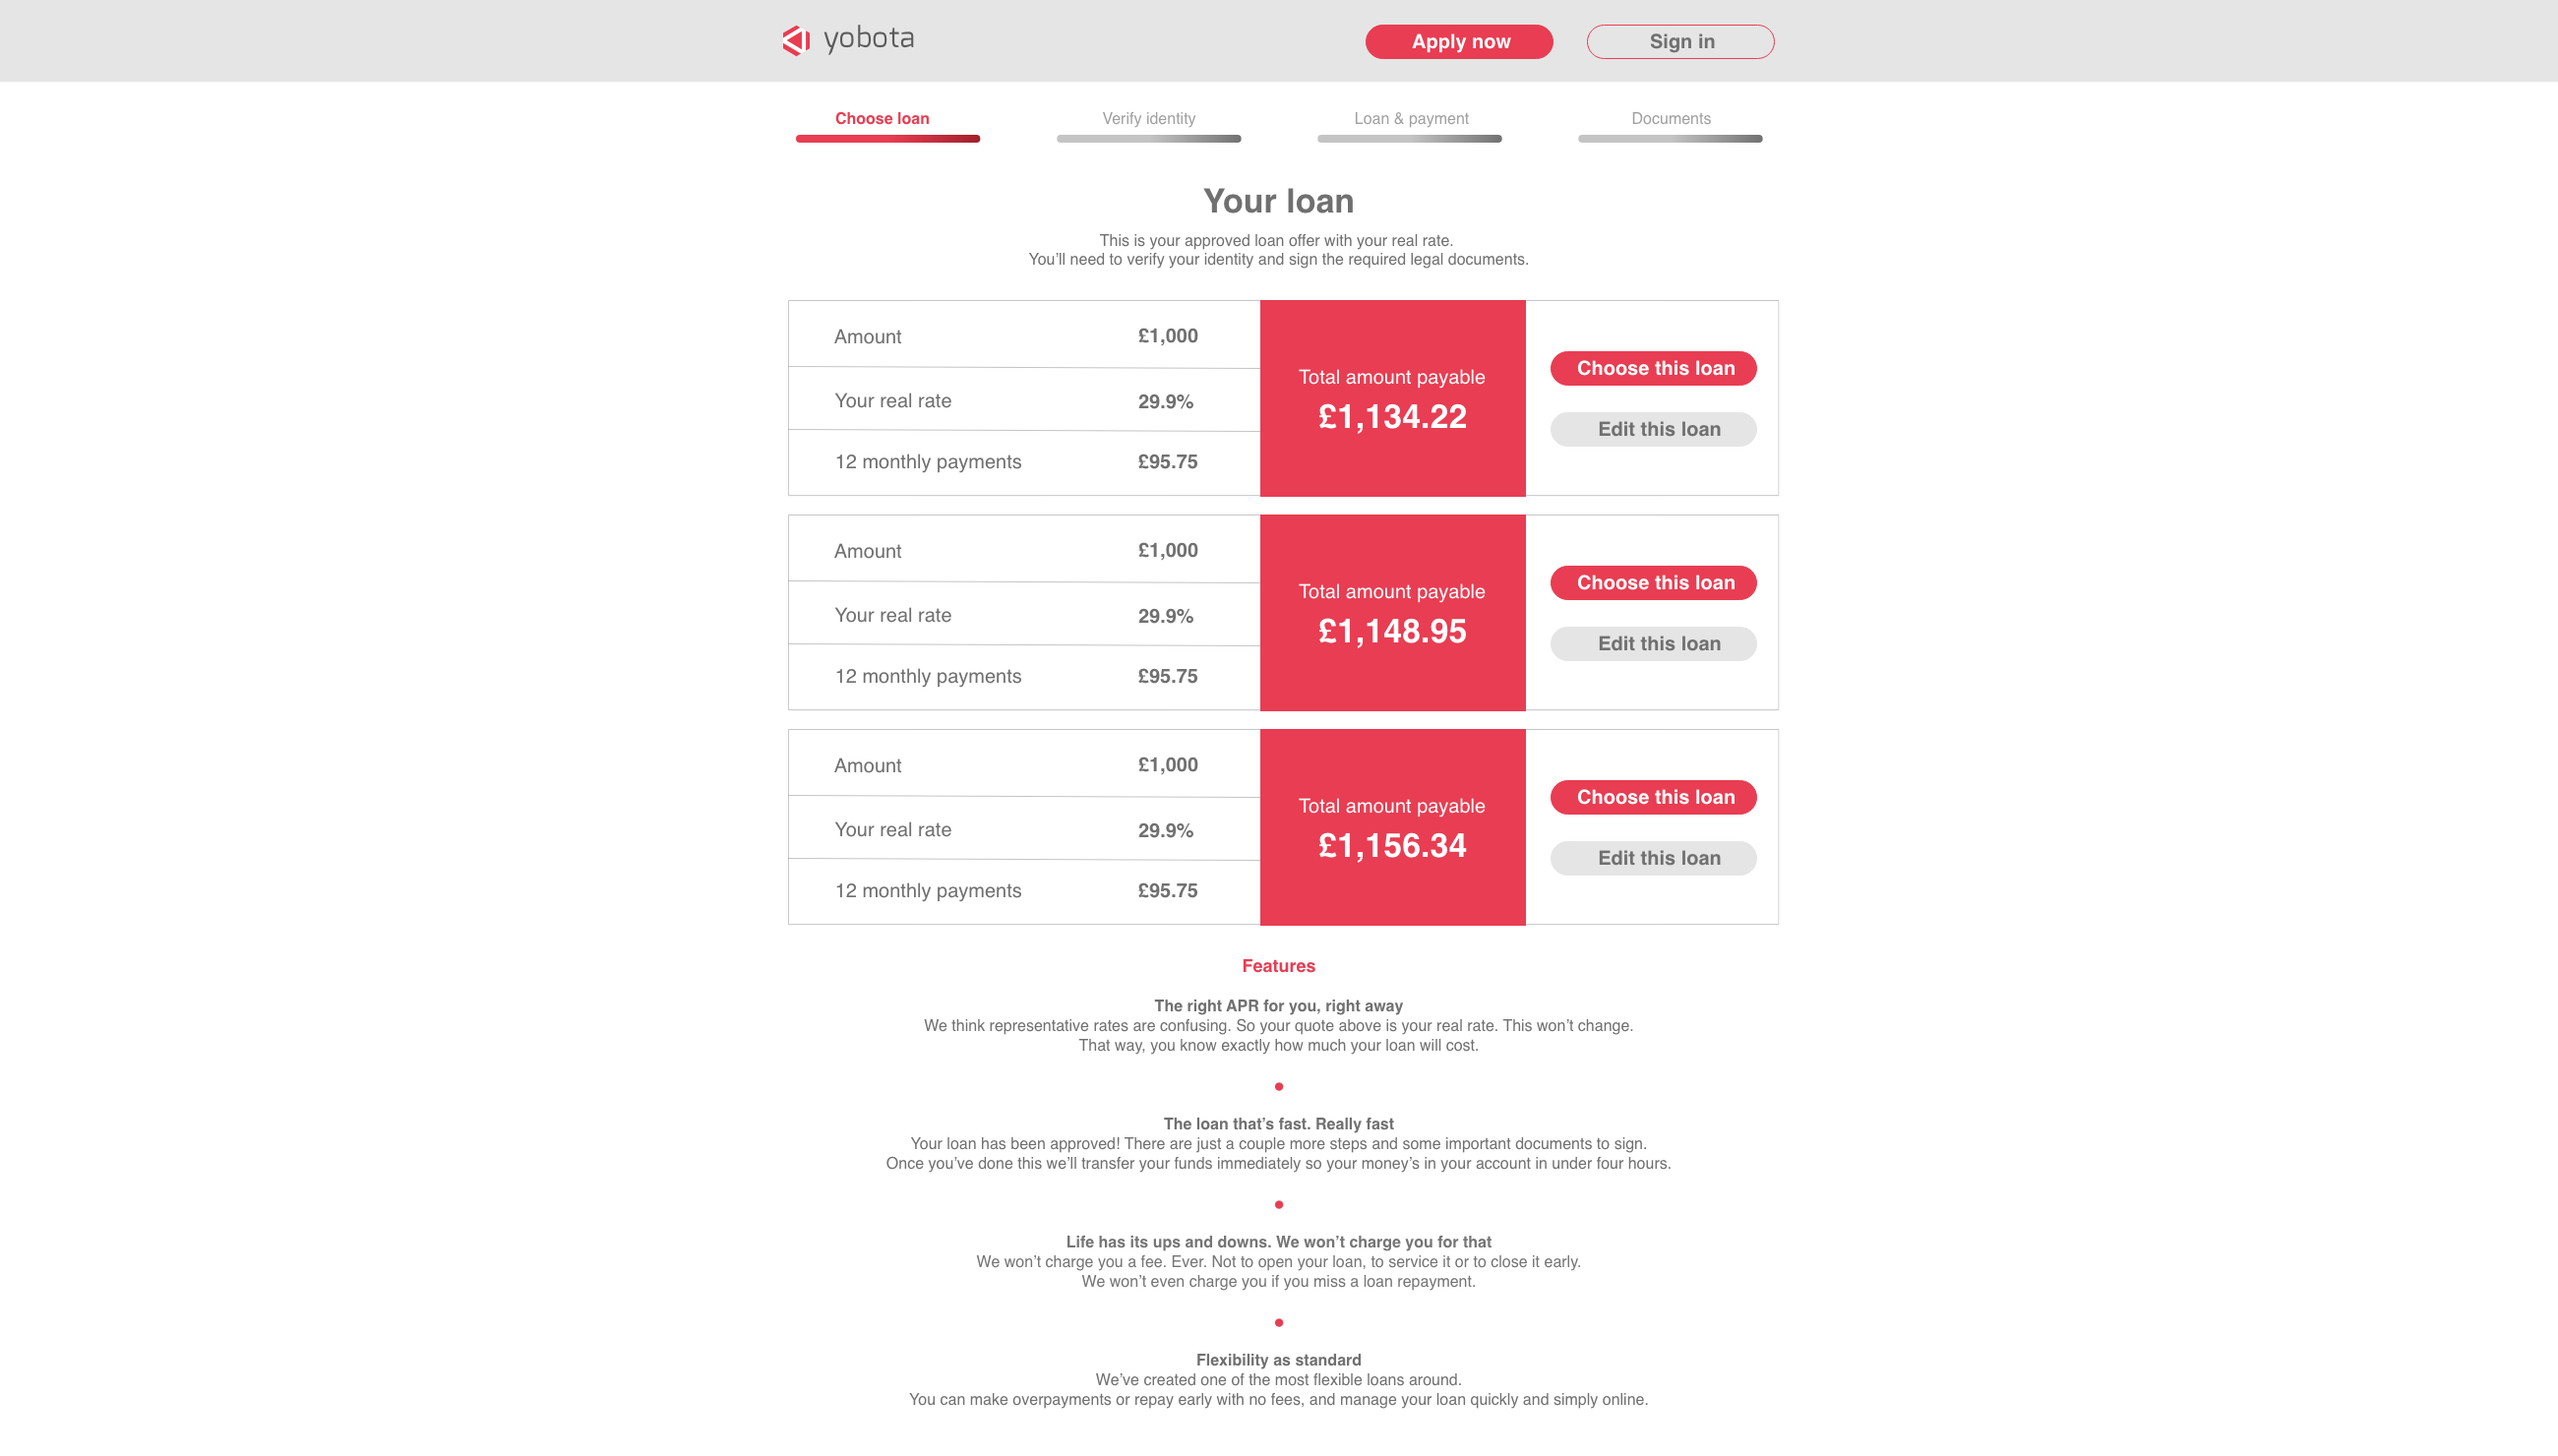 yobota
Apply now
Sign in
Choose loan
Verify identity
Loan & payment
Documents
Your loan
This is your approved loan offer with your real rate.
You’ll need to verify your identity and sign the required legal documents.
Amount £1,000
Your real rate 29.9%
12 monthly payments £95.75
Total amount payable
£1,134.22
Choose this loan
Edit this loan
Amount £1,000
Your real rate 29.9%
12 monthly payments £95.75
Total amount payable
£1,148.95
Choose this loan
Edit this loan
Amount £1,000
Your real rate 29.9%
12 monthly payments £95.75
Total amount payable
£1,156.34
Choose this loan
Edit this loan
Features
The right APR for you, right away
We think representative rates are confusing. So your quote above is your real rate. This won’t change.
That way, you know exactly how much your loan will cost.
The loan that’s fast. Really fast
Your loan has been approved! There are just a couple more steps and some important documents to sign.
Once you’ve done this we’ll transfer your funds immediately so your money’s in your account in under four hours.
Life has its ups and downs. We won’t charge you for that
We won’t charge you a fee. Ever. Not to open your loan, to service it or to close it early.
We won’t even charge you if you miss a loan repayment.
Flexibility as standard
We’ve created one of the most flexible loans around.
You can make overpayments or repay early with no fees, and manage your loan quickly and simply online.